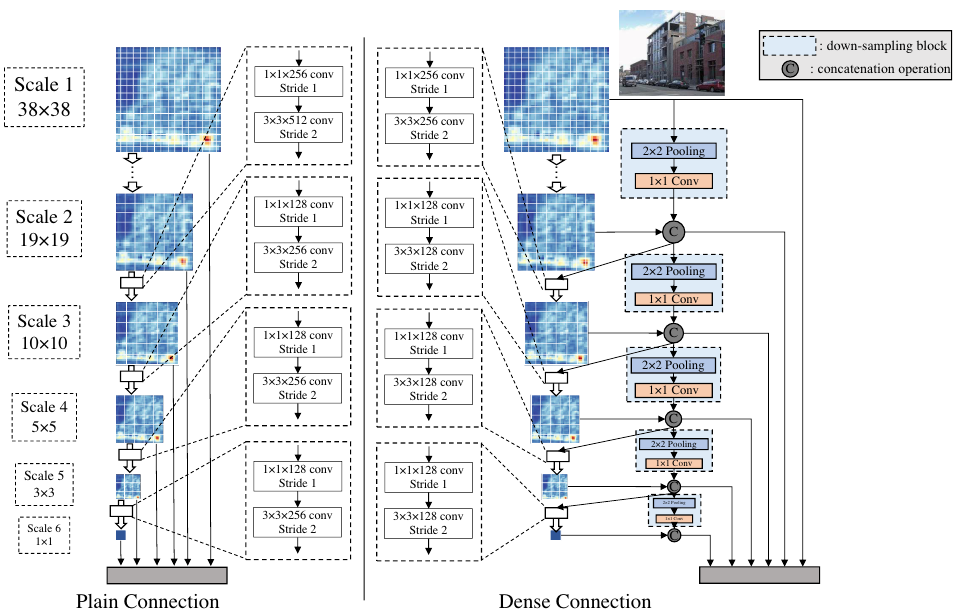 Scale 1
38×38
Scale 2
19×19
Scale 3
10×10
Scale 4
5×5
Scale 5
3×3
Scale 6
1×1
1×1×256 conv
Stride 1
3×3×512 conv
Stride 2
1×1×128 conv
Stride 1
3×3×256 conv
Stride 2
1×1×128 conv
Stride 1
3×3×256 conv
Stride 2
1×1×128 conv
Stride 1
3×3×256 conv
Stride 2
Plain Connection
1×1×256 conv
Stride 1
3×3×256 conv
Stride 2
1×1×128 conv
Stride 1
3×3×128 conv
Stride 2
1×1×128 conv
Stride 1
3×3×128 conv
Stride 2
1×1×128 conv
Stride 1
3×3×128 conv
Stride 2
: down-sampling block
C : concatenation operation
2×2 Pooling
1×1 Conv
C
2×2 Pooling
1×1 Conv
C
2×2 Pooling
1×1 Conv
C
2×2 Pooling
1×1 Conv
C
2×2 Pooling
1×1 Conv
C
Dense Connection